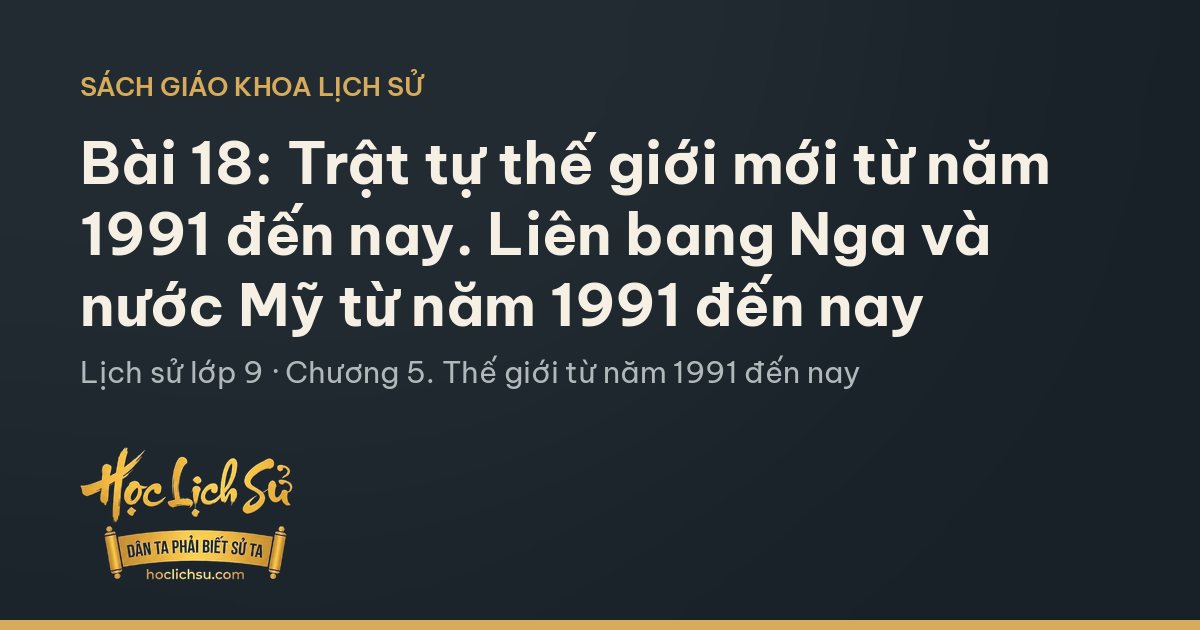 SÁCH GIÁO KHOA LỊCH SỬ
Bài 18: Trật tự thế giới mới từ năm
1991 đến nay. Liên bang Nga và
nước Mỹ từ năm 1991 đến nay
Lịch sử lớp 9 · Chương 5. Thế giới từ năm 1991 đến nay
Học Lịch Sử
DÂN TA PHẢI BIẾT SỬ TA
hoclichsu.com